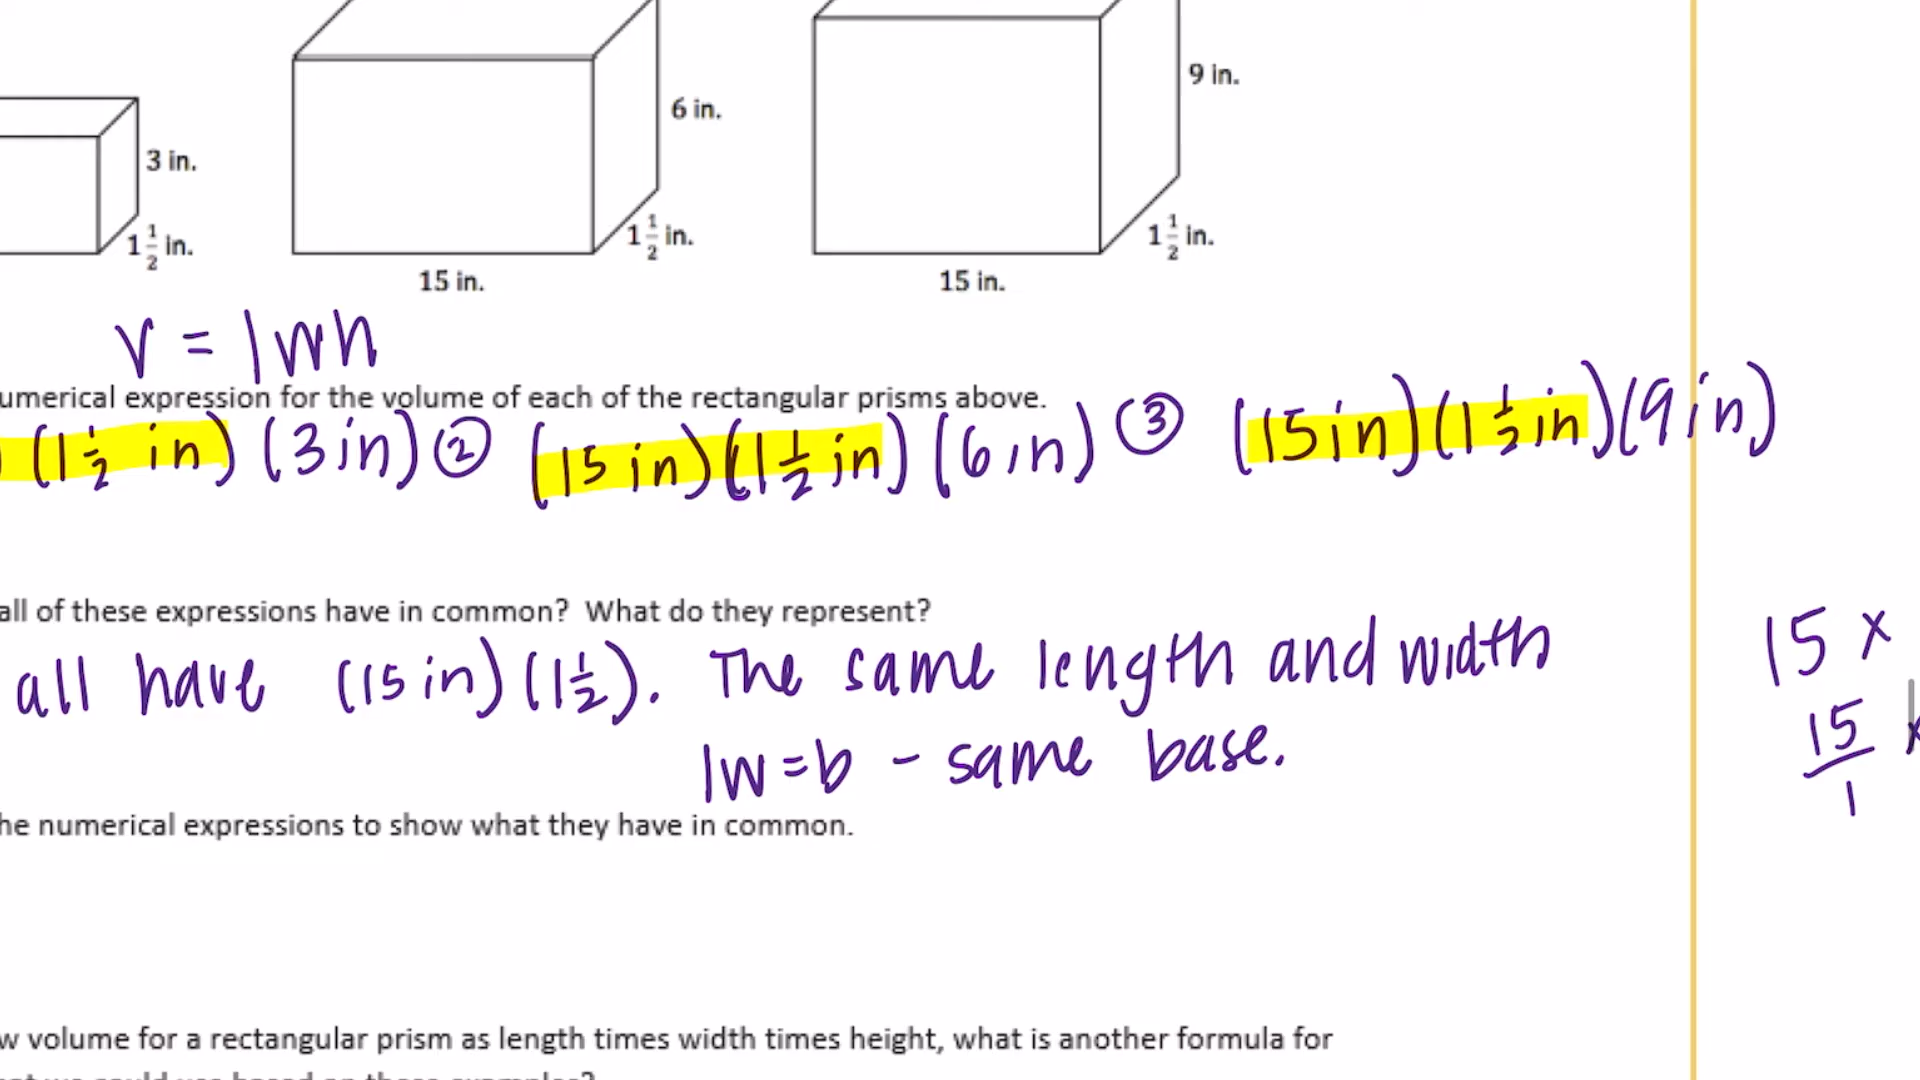 9 in.
6 in.
3 in.
1 1/2 in.
1 1/2 in.
1 1/2 in.
15 in.
15 in.
V = lwh
umerical expression for the volume of each of the rectangular prisms above.
) (1 1/2 in) (3 in) ② (15 in)(1 1/2 in) (6 in) ③ (15 in)(1 1/2 in)(9 in)
all of these expressions have in common? What do they represent?
all have (15 in)(1 1/2). The same length and width
lw = b - same base.
15 x
15/1 x
he numerical expressions to show what they have in common.
w volume for a rectangular prism as length times width times height, what is another formula for